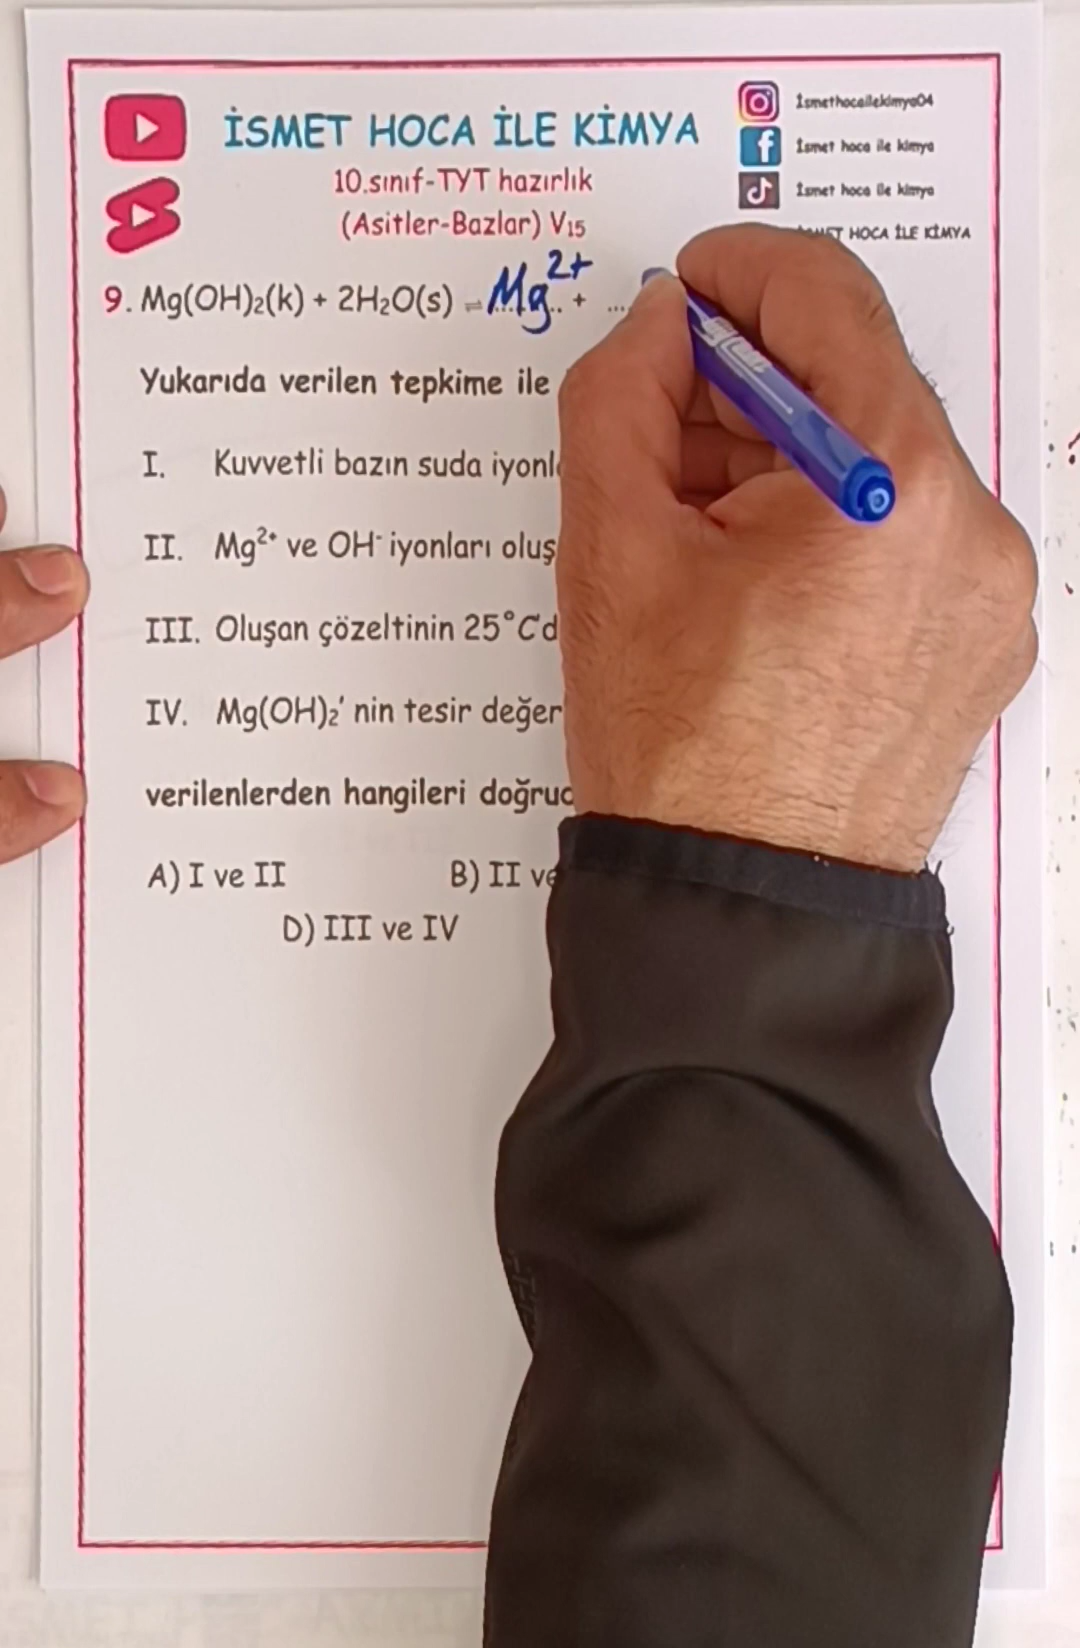 İSMET HOCA İLE KİMYA
İsmethocailekimya04
İsmet hoca ile kimya
İsmet hoca ile kimya
HOCA İLE KİMYA
10.sınıf-TYT hazırlık
(Asitler-Bazlar) V₁₅
9. Mg(OH)₂(k) + 2H₂O(s) ⇌ Mg²⁺ + ....
Yukarıda verilen tepkime ile
I. Kuvvetli bazın suda
II. Mg²⁺ ve OH⁻ iyonları
III. Oluşan çözeltinin 25°C'd
IV. Mg(OH)₂' nin tesir
verilenlerden hangileri
A) I ve II B) II
D) III ve IV